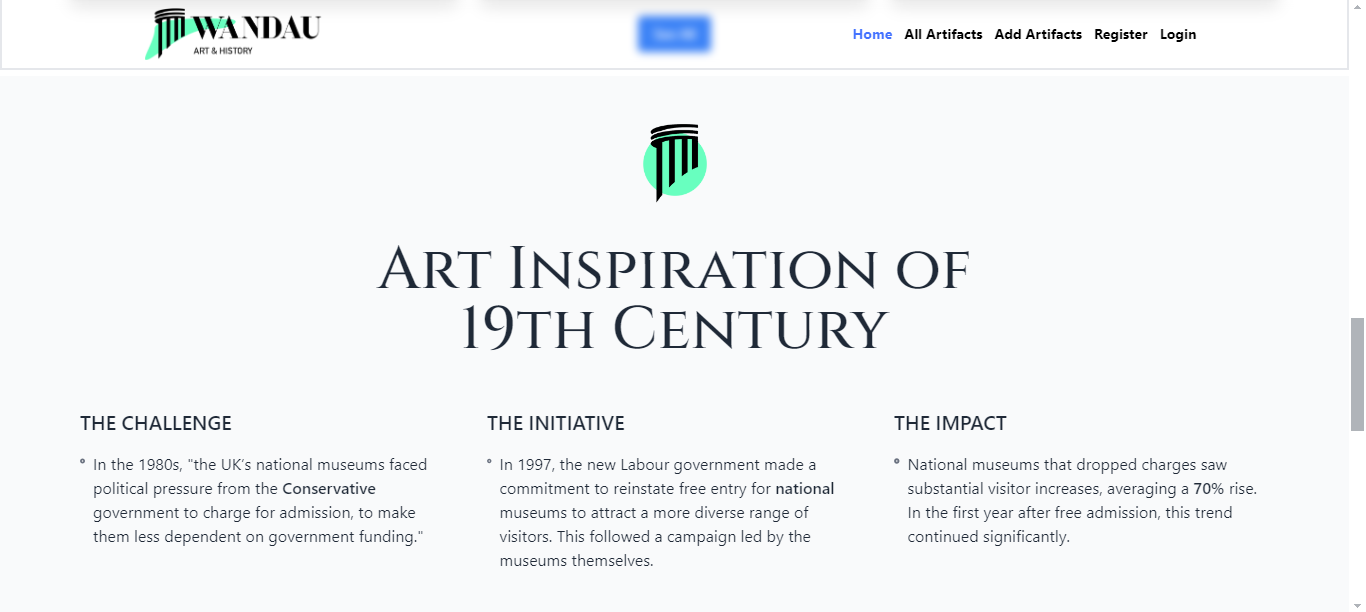 WANDAU
ART & HISTORY
Home All Artifacts Add Artifacts Register Login
Art Inspiration of
19th Century
THE CHALLENGE
In the 1980s, "the UK’s national museums faced
political pressure from the Conservative
government to charge for admission, to make
them less dependent on government funding."
THE INITIATIVE
In 1997, the new Labour government made a
commitment to reinstate free entry for national
museums to attract a more diverse range of
visitors. This followed a campaign led by the
museums themselves.
THE IMPACT
National museums that dropped charges saw
substantial visitor increases, averaging a 70% rise.
In the first year after free admission, this trend
continued significantly.